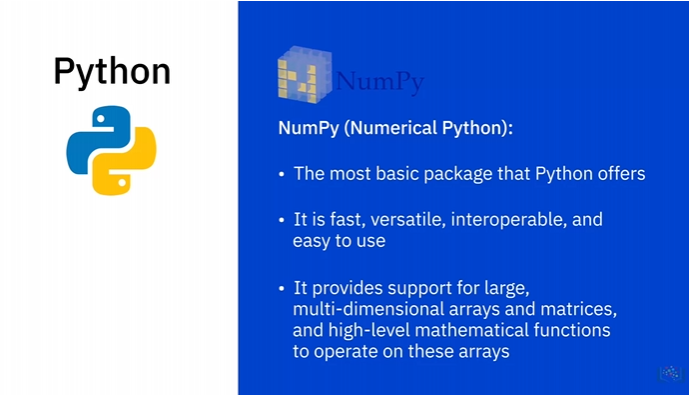 Python
NumPy
NumPy (Numerical Python):
• The most basic package that Python offers
• It is fast, versatile, interoperable, and
easy to use
• It provides support for large,
multi-dimensional arrays and matrices,
and high-level mathematical functions
to operate on these arrays